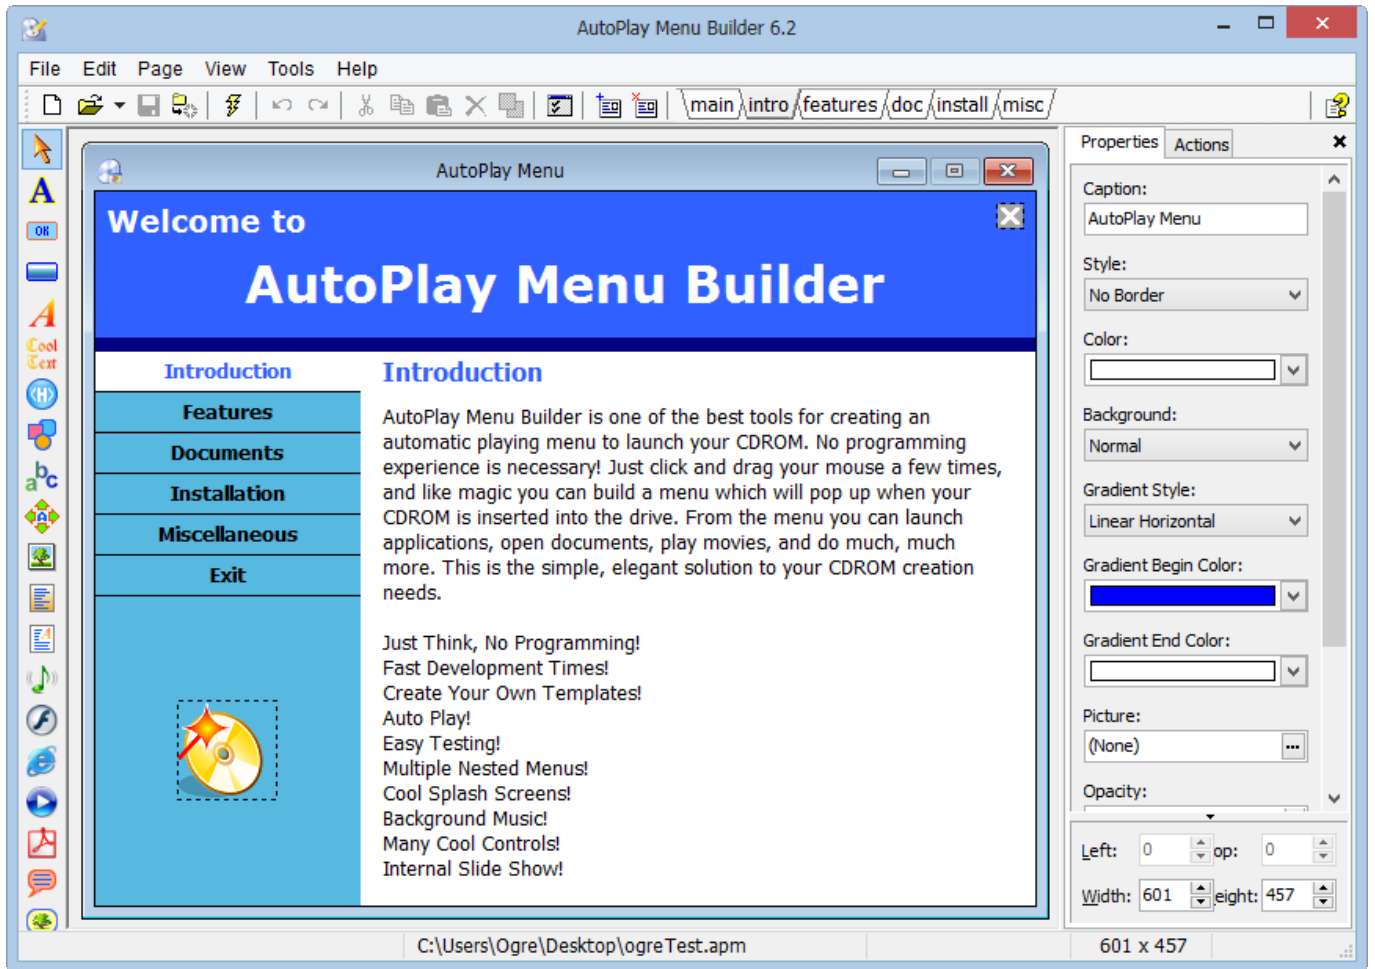 AutoPlay Menu Builder 6.2
File Edit Page View Tools Help
main intro features doc install misc
Properties Actions
AutoPlay Menu
Caption:
AutoPlay Menu
Style:
No Border
Color:
Background:
Normal
Gradient Style:
Linear Horizontal
Gradient Begin Color:
Gradient End Color:
Picture:
(None)
Opacity:
Left: 0 op: 0
Width: 601 eight: 457
A
OK
A
Cool
Text
<H>
abc
A
A
Welcome to
AutoPlay Menu Builder
Introduction
Features
Documents
Installation
Miscellaneous
Exit
Introduction
AutoPlay Menu Builder is one of the best tools for creating an
automatic playing menu to launch your CDROM. No programming
experience is necessary! Just click and drag your mouse a few times,
and like magic you can build a menu which will pop up when your
CDROM is inserted into the drive. From the menu you can launch
applications, open documents, play movies, and do much, much
more. This is the simple, elegant solution to your CDROM creation
needs.
Just Think, No Programming!
Fast Development Times!
Create Your Own Templates!
Auto Play!
Easy Testing!
Multiple Nested Menus!
Cool Splash Screens!
Background Music!
Many Cool Controls!
Internal Slide Show!
C:\Users\Ogre\Desktop\ogreTest.apm
601 x 457